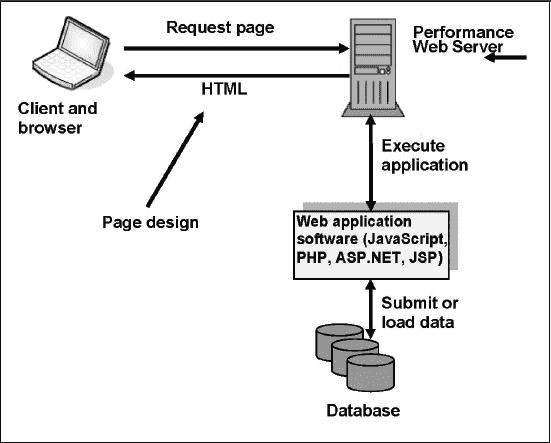 Request page
Performance
Web Server
HTML
Client and
browser
Execute
application
Page design
Web application
software (JavaScript,
PHP, ASP.NET, JSP)
Submit or
load data
Database